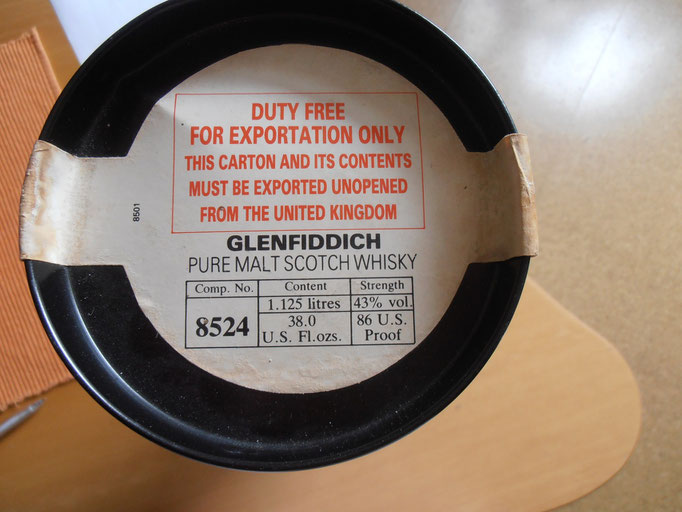 DUTY FREE
FOR EXPORTATION ONLY
THIS CARTON AND ITS CONTENTS
MUST BE EXPORTED UNOPENED
FROM THE UNITED KINGDOM
8501
GLENFIDDICH
PURE MALT SCOTCH WHISKY
Comp. No. Content Strength
8524 1.125 litres 43% vol.
38.0 U.S. Fl.ozs. 86 U.S. Proof